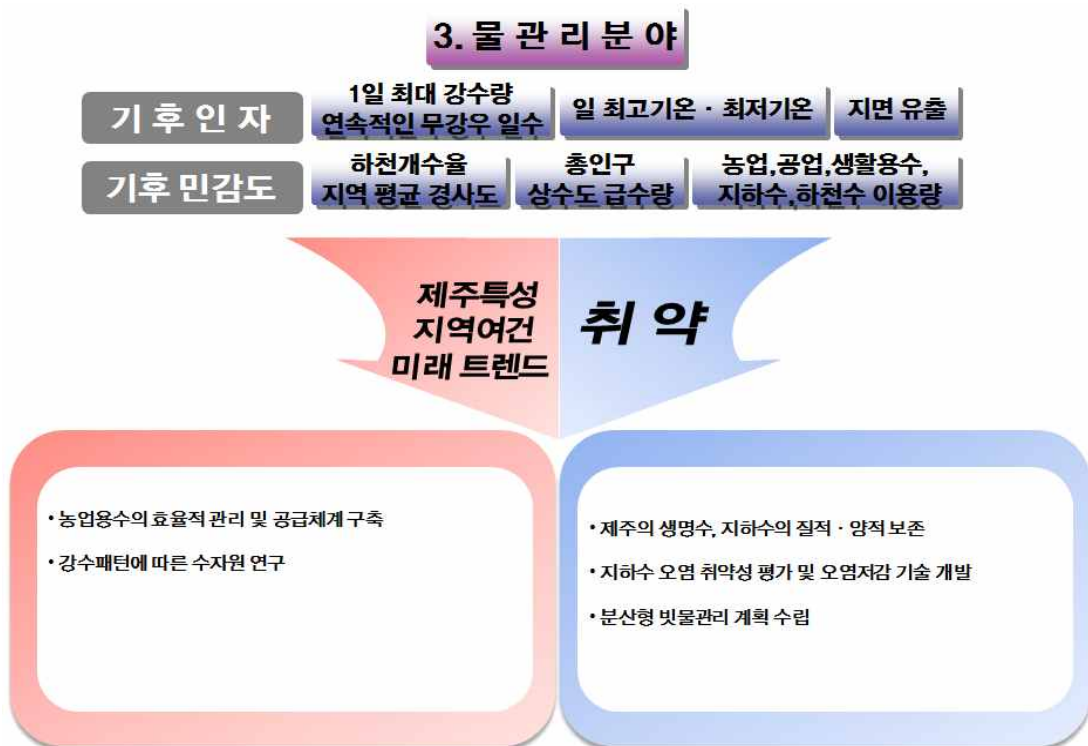 3. 물 관 리 분 야
기 후 인 자
1일 최대 강수량
연속적인 무강우 일수
일 최고기온 · 최저기온
지면 유출
기후 민감도
하천개수율
지역 평균 경사도
총인구
상수도 급수량
농업,공업,생활용수,
지하수,하천수 이용량
제주특성
지역여건
미래 트렌드
취 약
• 농업용수의 효율적 관리 및 공급체계 구축
• 강수패턴에 따른 수자원 연구
• 제주의 생명수, 지하수의 질적 · 양적 보존
• 지하수 오염 취약성 평가 및 오염저감 기술 개발
• 분산형 빗물관리 계획 수립